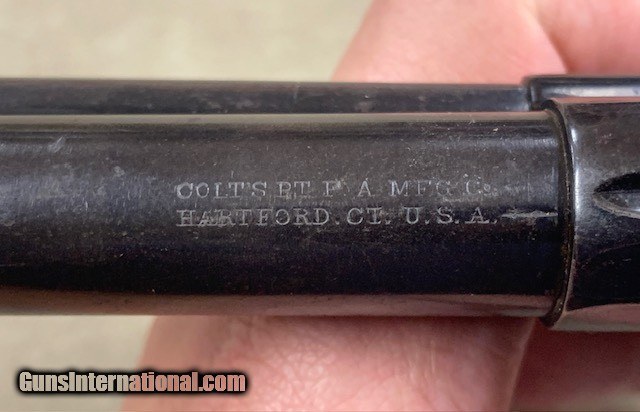 COLT'S PT. F. A. MFG. Co.
HARTFORD. CT. U.S.A.
GunsInternational.com